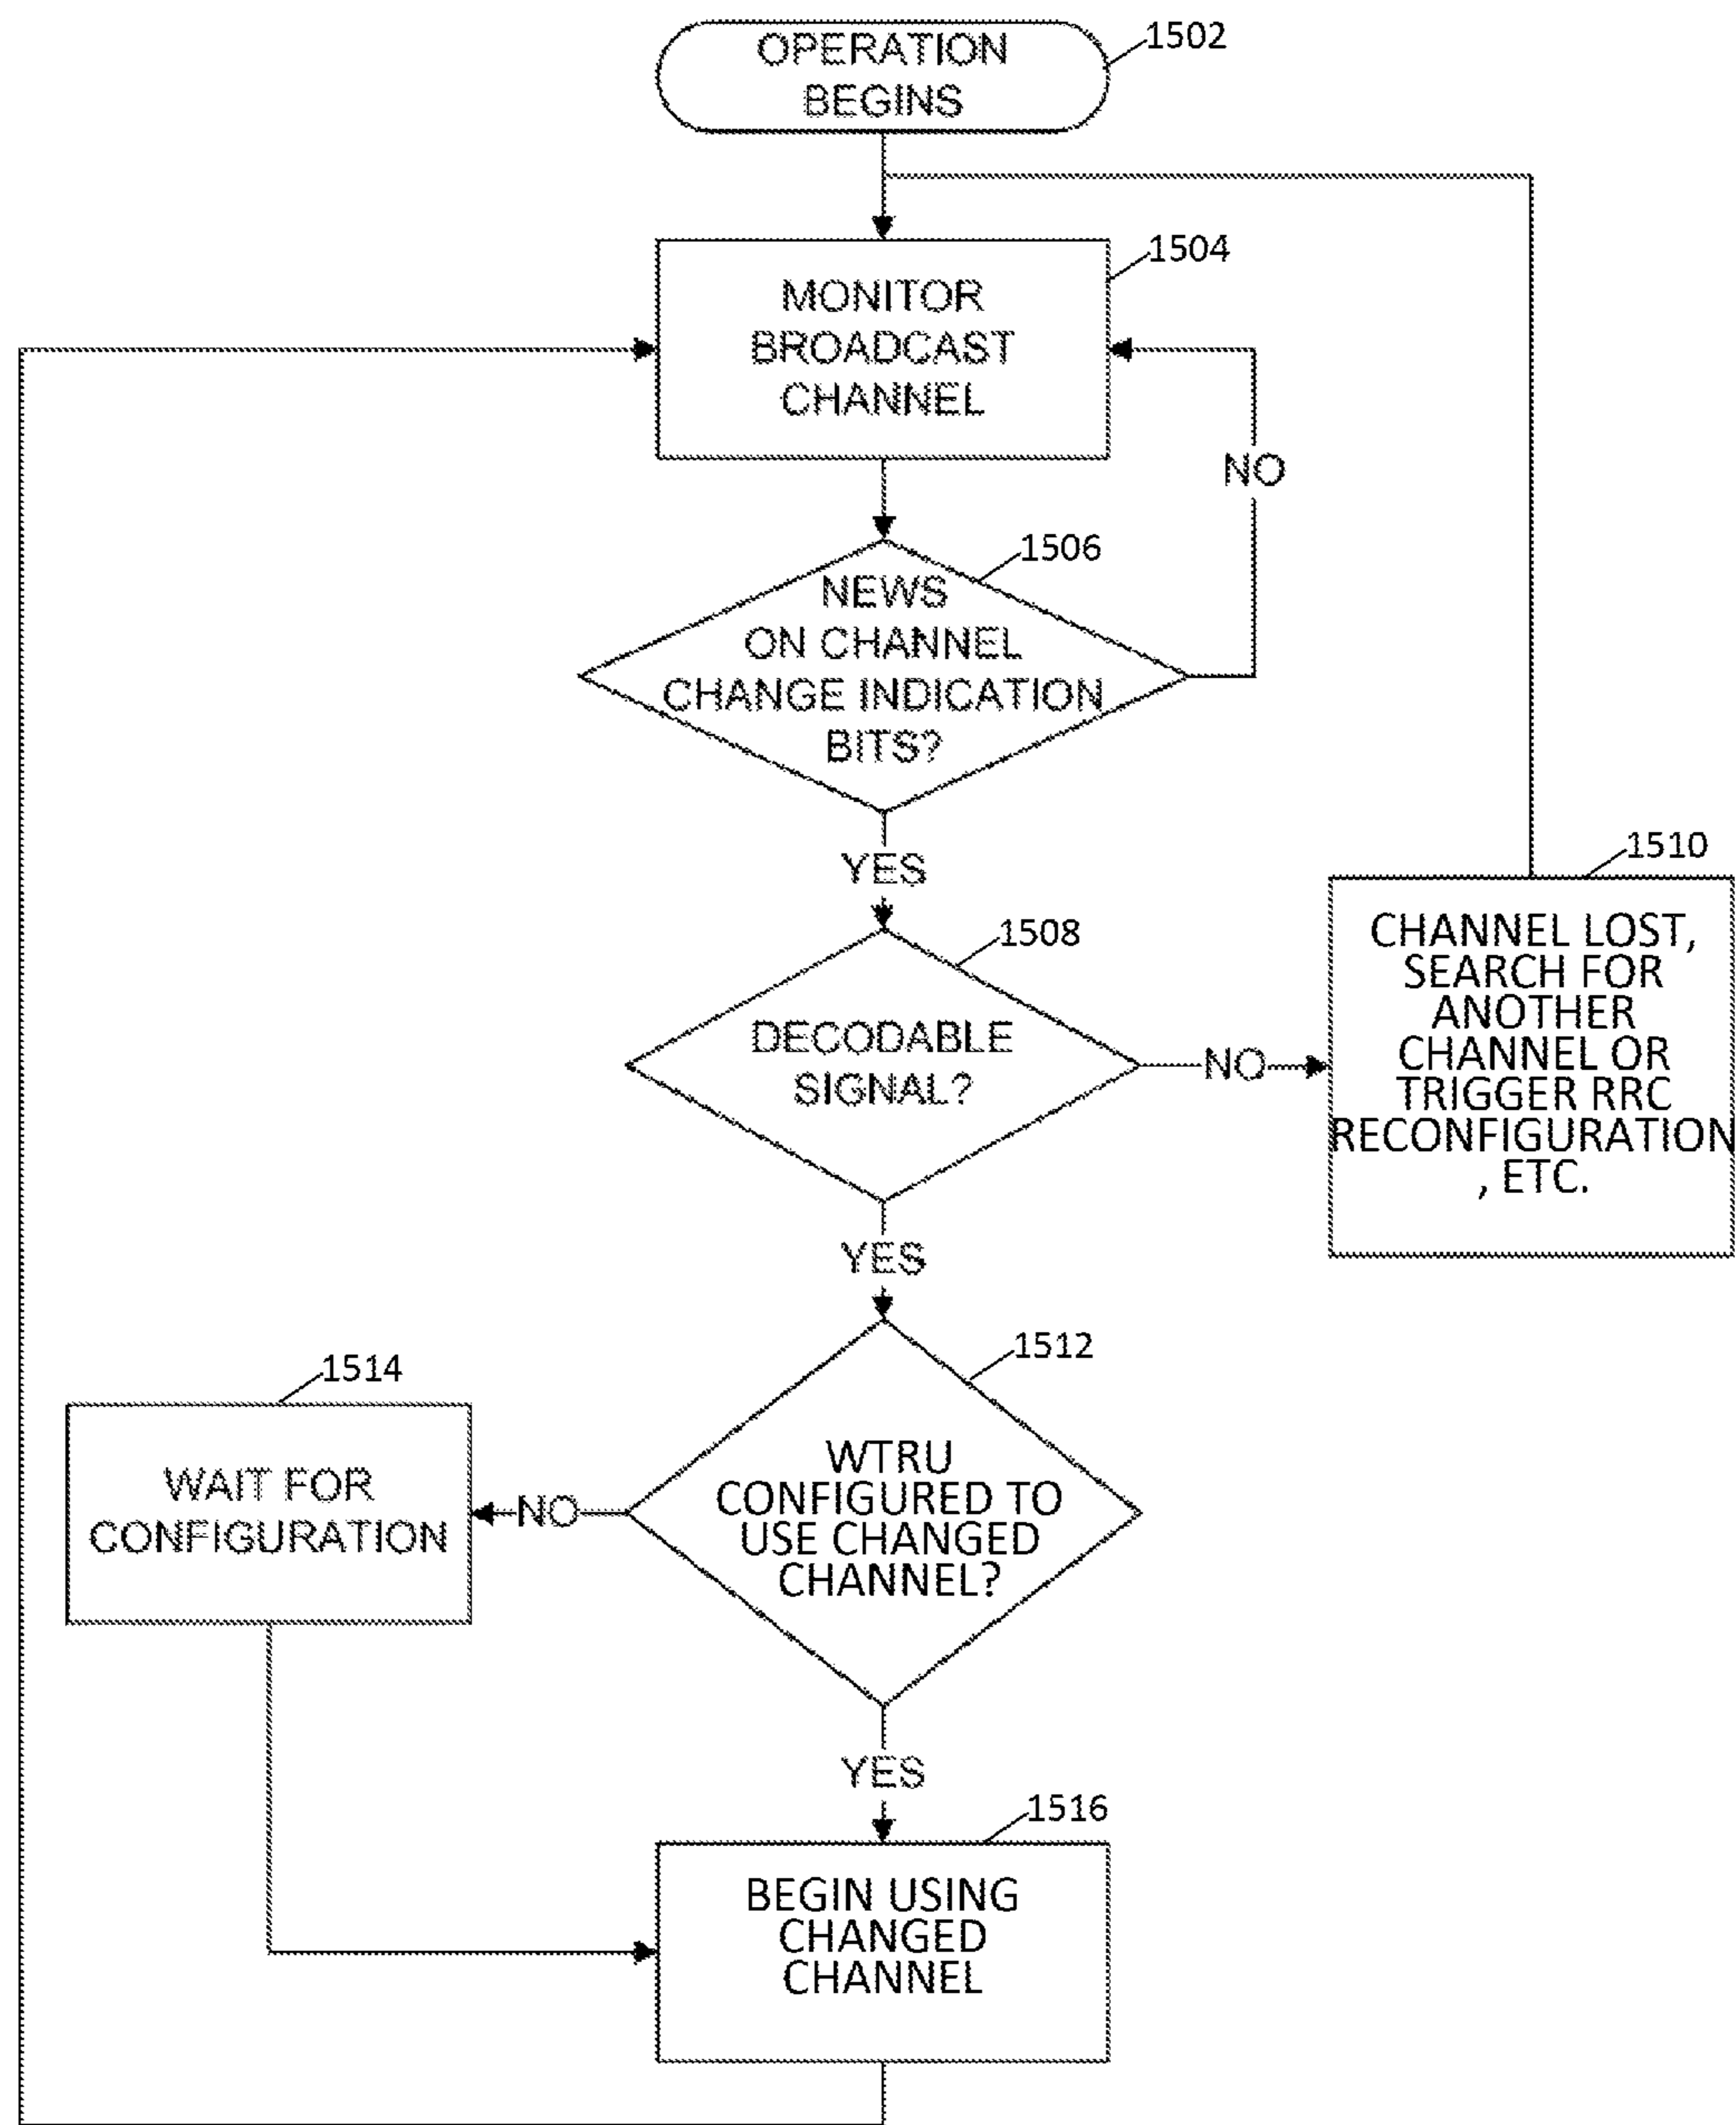 OPERATION
BEGINS
1502
MONITOR
BROADCAST
CHANNEL
1504
NO
NEWS
ON CHANNEL
CHANGE INDICATION
BITS?
1506
YES
DECODABLE
SIGNAL?
1508
NO
CHANNEL LOST,
SEARCH FOR
ANOTHER
CHANNEL OR
TRIGGER RRC
RECONFIGURATION
, ETC.
1510
YES
WTRU
CONFIGURED TO
USE CHANGED
CHANNEL?
1512
NO
WAIT FOR
CONFIGURATION
1514
YES
BEGIN USING
CHANGED
CHANNEL
1516